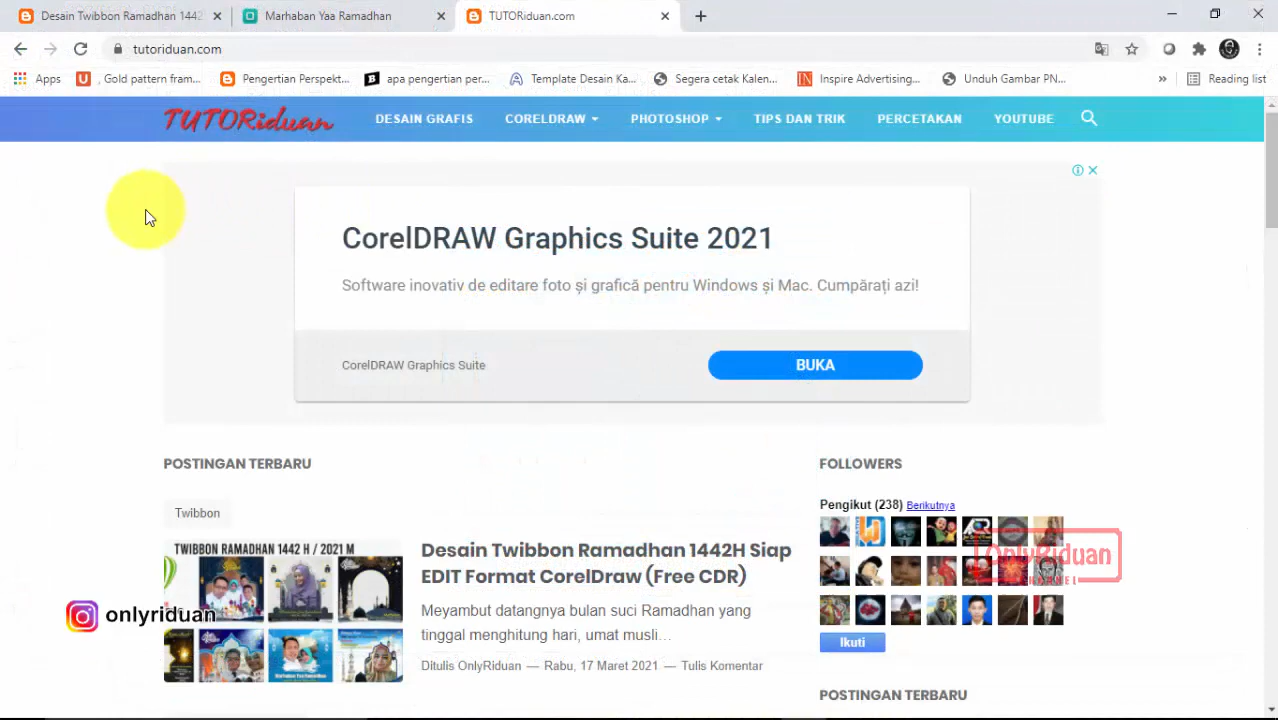 Desain Twibbon Ramadhan 1442
Marhaban Yaa Ramadhan
TUTORiduan.com
tutoriduan.com
Apps
, Gold pattern fram...
Pengertian Perspekt...
apa pengertian per...
Template Desain Ka...
Segera cetak Kalen...
Inspire Advertising...
Unduh Gambar PN...
Reading list
TUTORiduan
DESAIN GRAFIS
CORELDRAW
PHOTOSHOP
TIPS DAN TRIK
PERCETAKAN
YOUTUBE
CorelDRAW Graphics Suite 2021
Software inovativ de editare foto și grafică pentru Windows și Mac. Cumpărați azi!
CorelDRAW Graphics Suite
BUKA
POSTINGAN TERBARU
FOLLOWERS
Pengikut (238) Berikutnya
Twibbon
TWIBBON RAMADHAN 1442 H / 2021 M
Desain Twibbon Ramadhan 1442H Siap
EDIT Format CorelDraw (Free CDR)
Meyambut datangnya bulan suci Ramadhan yang
tinggal menghitung hari, umat musli...
Ditulis OnlyRiduan — Rabu, 17 Maret 2021 — Tulis Komentar
OnlyRiduan
CHANNEL
onlyriduan
Ikuti
POSTINGAN TERBARU